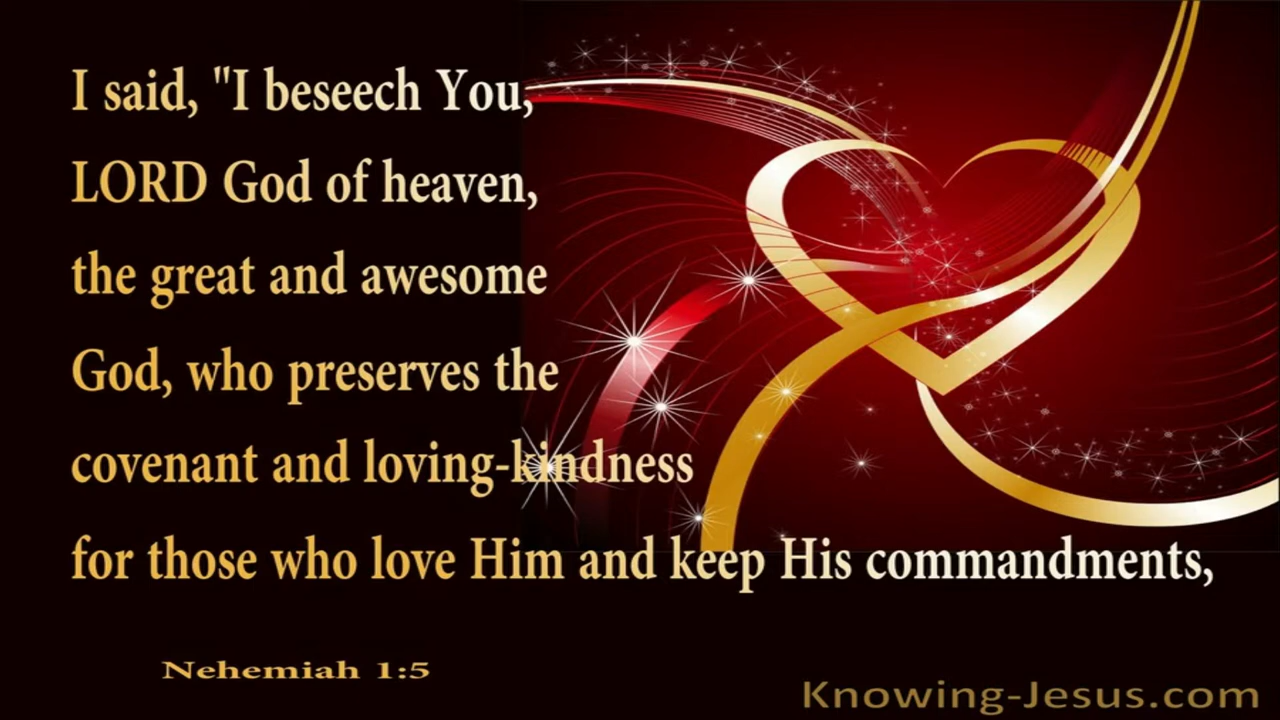 I said, "I beseech You,
LORD God of heaven,
the great and awesome
God, who preserves the
covenant and loving-kindness
for those who love Him and keep His commandments,
Nehemiah 1:5
Knowing-Jesus.com